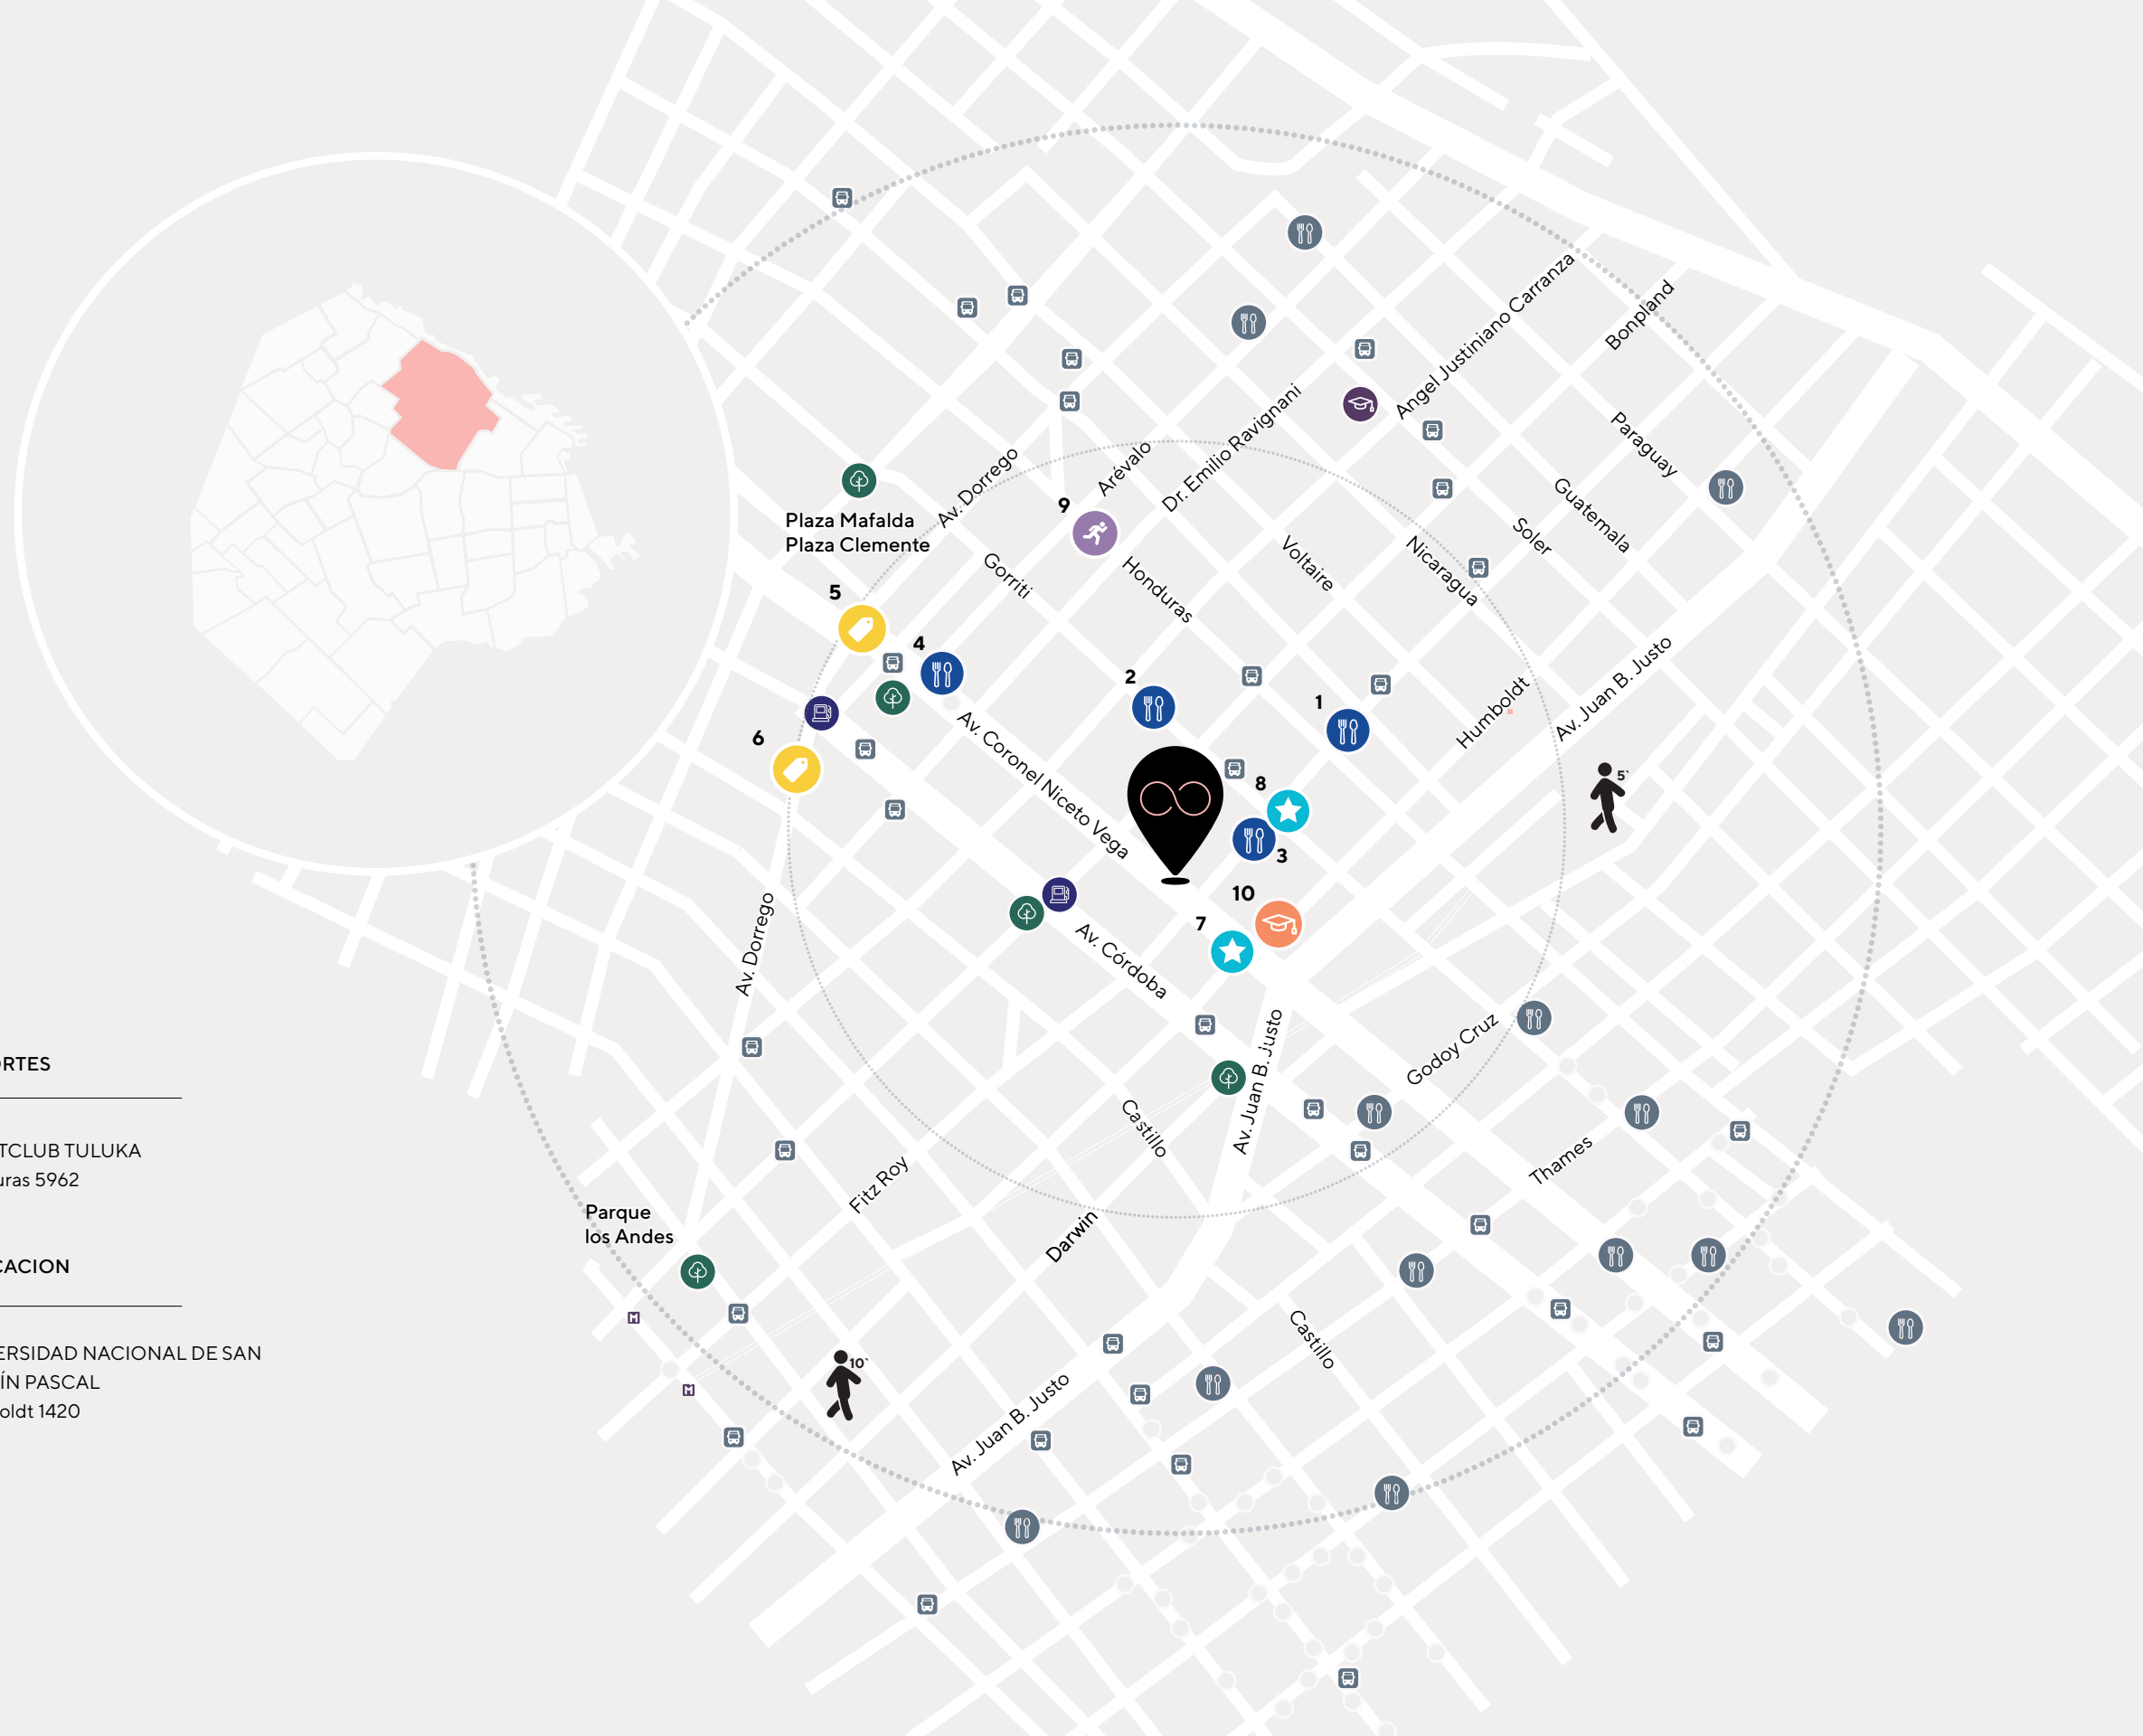 Angel Justiniano Carranza
Bonpland
Dr. Emilio Ravignani
Arévalo
Av. Dorrego
Paraguay
Guatemala
Soler
Nicaragua
Voltaire
9
Plaza Mafalda
Plaza Clemente
Gorriti
Honduras
5
4
2
1
6
Humboldt
Av. Juan B. Justo
5`
Av. Coronel Niceto Vega
8
3
10
7
Av. Dorrego
Av. Córdoba
Av. Juan B. Justo
Godoy Cruz
Castillo
Thames
Fitz Roy
Darwin
Parque
los Andes
M
M
10`
Castillo
Av. Juan B. Justo
ORTES
TCLUB TULUKA
uras 5962
CACION
ERSIDAD NACIONAL DE SAN
ÍN PASCAL
oldt 1420